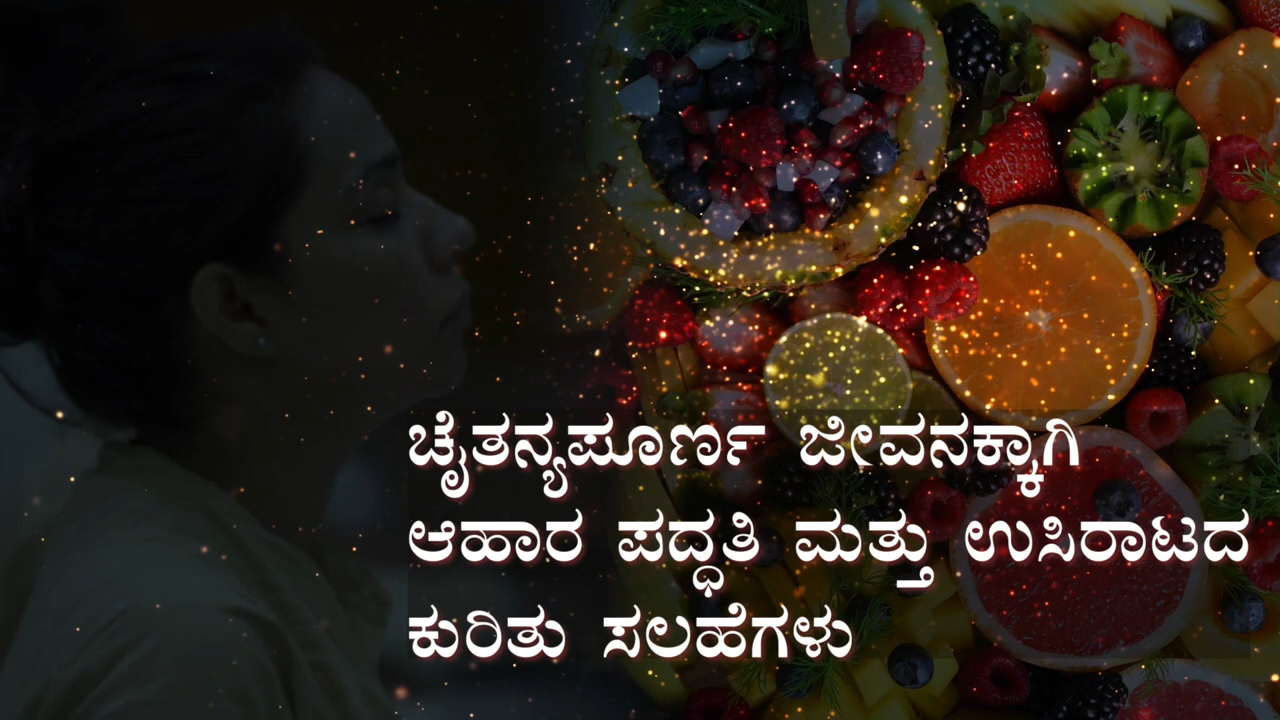 ಚೈತನ್ಯಪೂರ್ಣ ಜೀವನಕ್ಕಾಗಿ
ಆಹಾರ ಪದ್ಧತಿ ಮತ್ತು ಉಸಿರಾಟದ
ಕುರಿತು ಸಲಹೆಗಳು